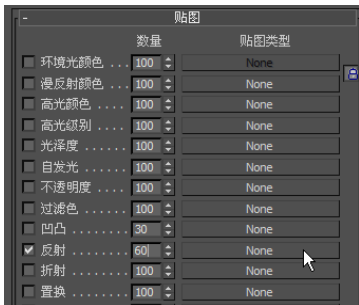 - 贴图
数量 贴图类型
环境光颜色 ... 100 None
漫反射颜色 ... 100 None
高光颜色 .... 100 None
高光级别 .... 100 None
光泽度 ...... 100 None
自发光 ...... 100 None
不透明度 .... 100 None
过滤色 ...... 100 None
凹凸 ........ 30 None
反射 ........ 60 None
折射 ........ 100 None
置换 ........ 100 None